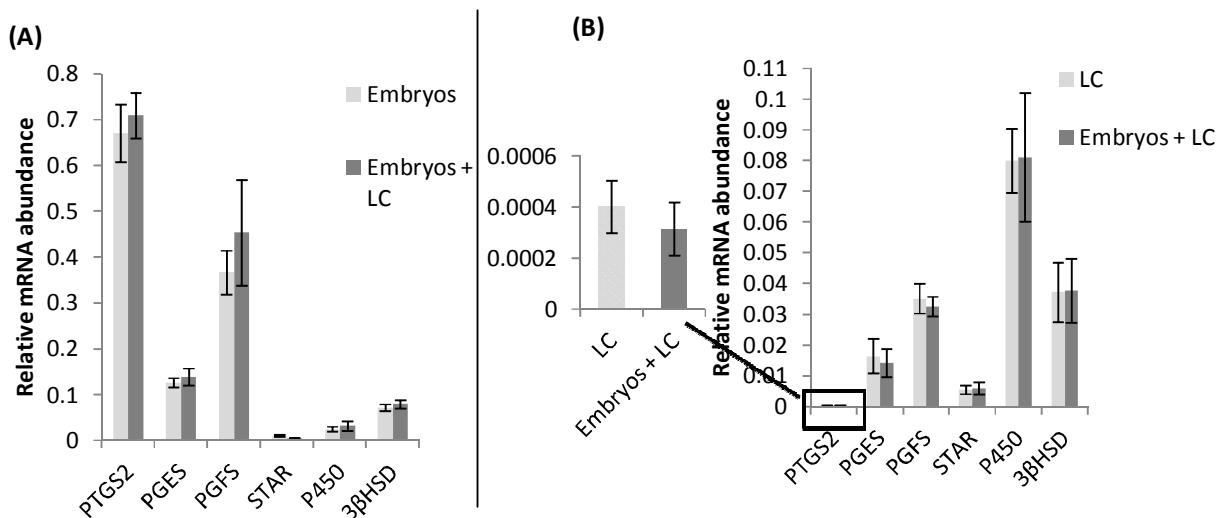 (A)
Relative mRNA abundance
0.8
0.7
0.6
0.5
0.4
0.3
0.2
0.1
0
PTGS2
PGES
PGFS
STAR
P450
3βHSD
Embryos
Embryos +
LC
(B)
0.0006
0.0004
0.0002
0
LC
Embryos + LC
Relative mRNA abundance
0.11
0.1
0.09
0.08
0.07
0.06
0.05
0.04
0.03
0.02
0.01
0
PTGS2
PGES
PGFS
STAR
P450
3βHSD
LC
Embryos + LC